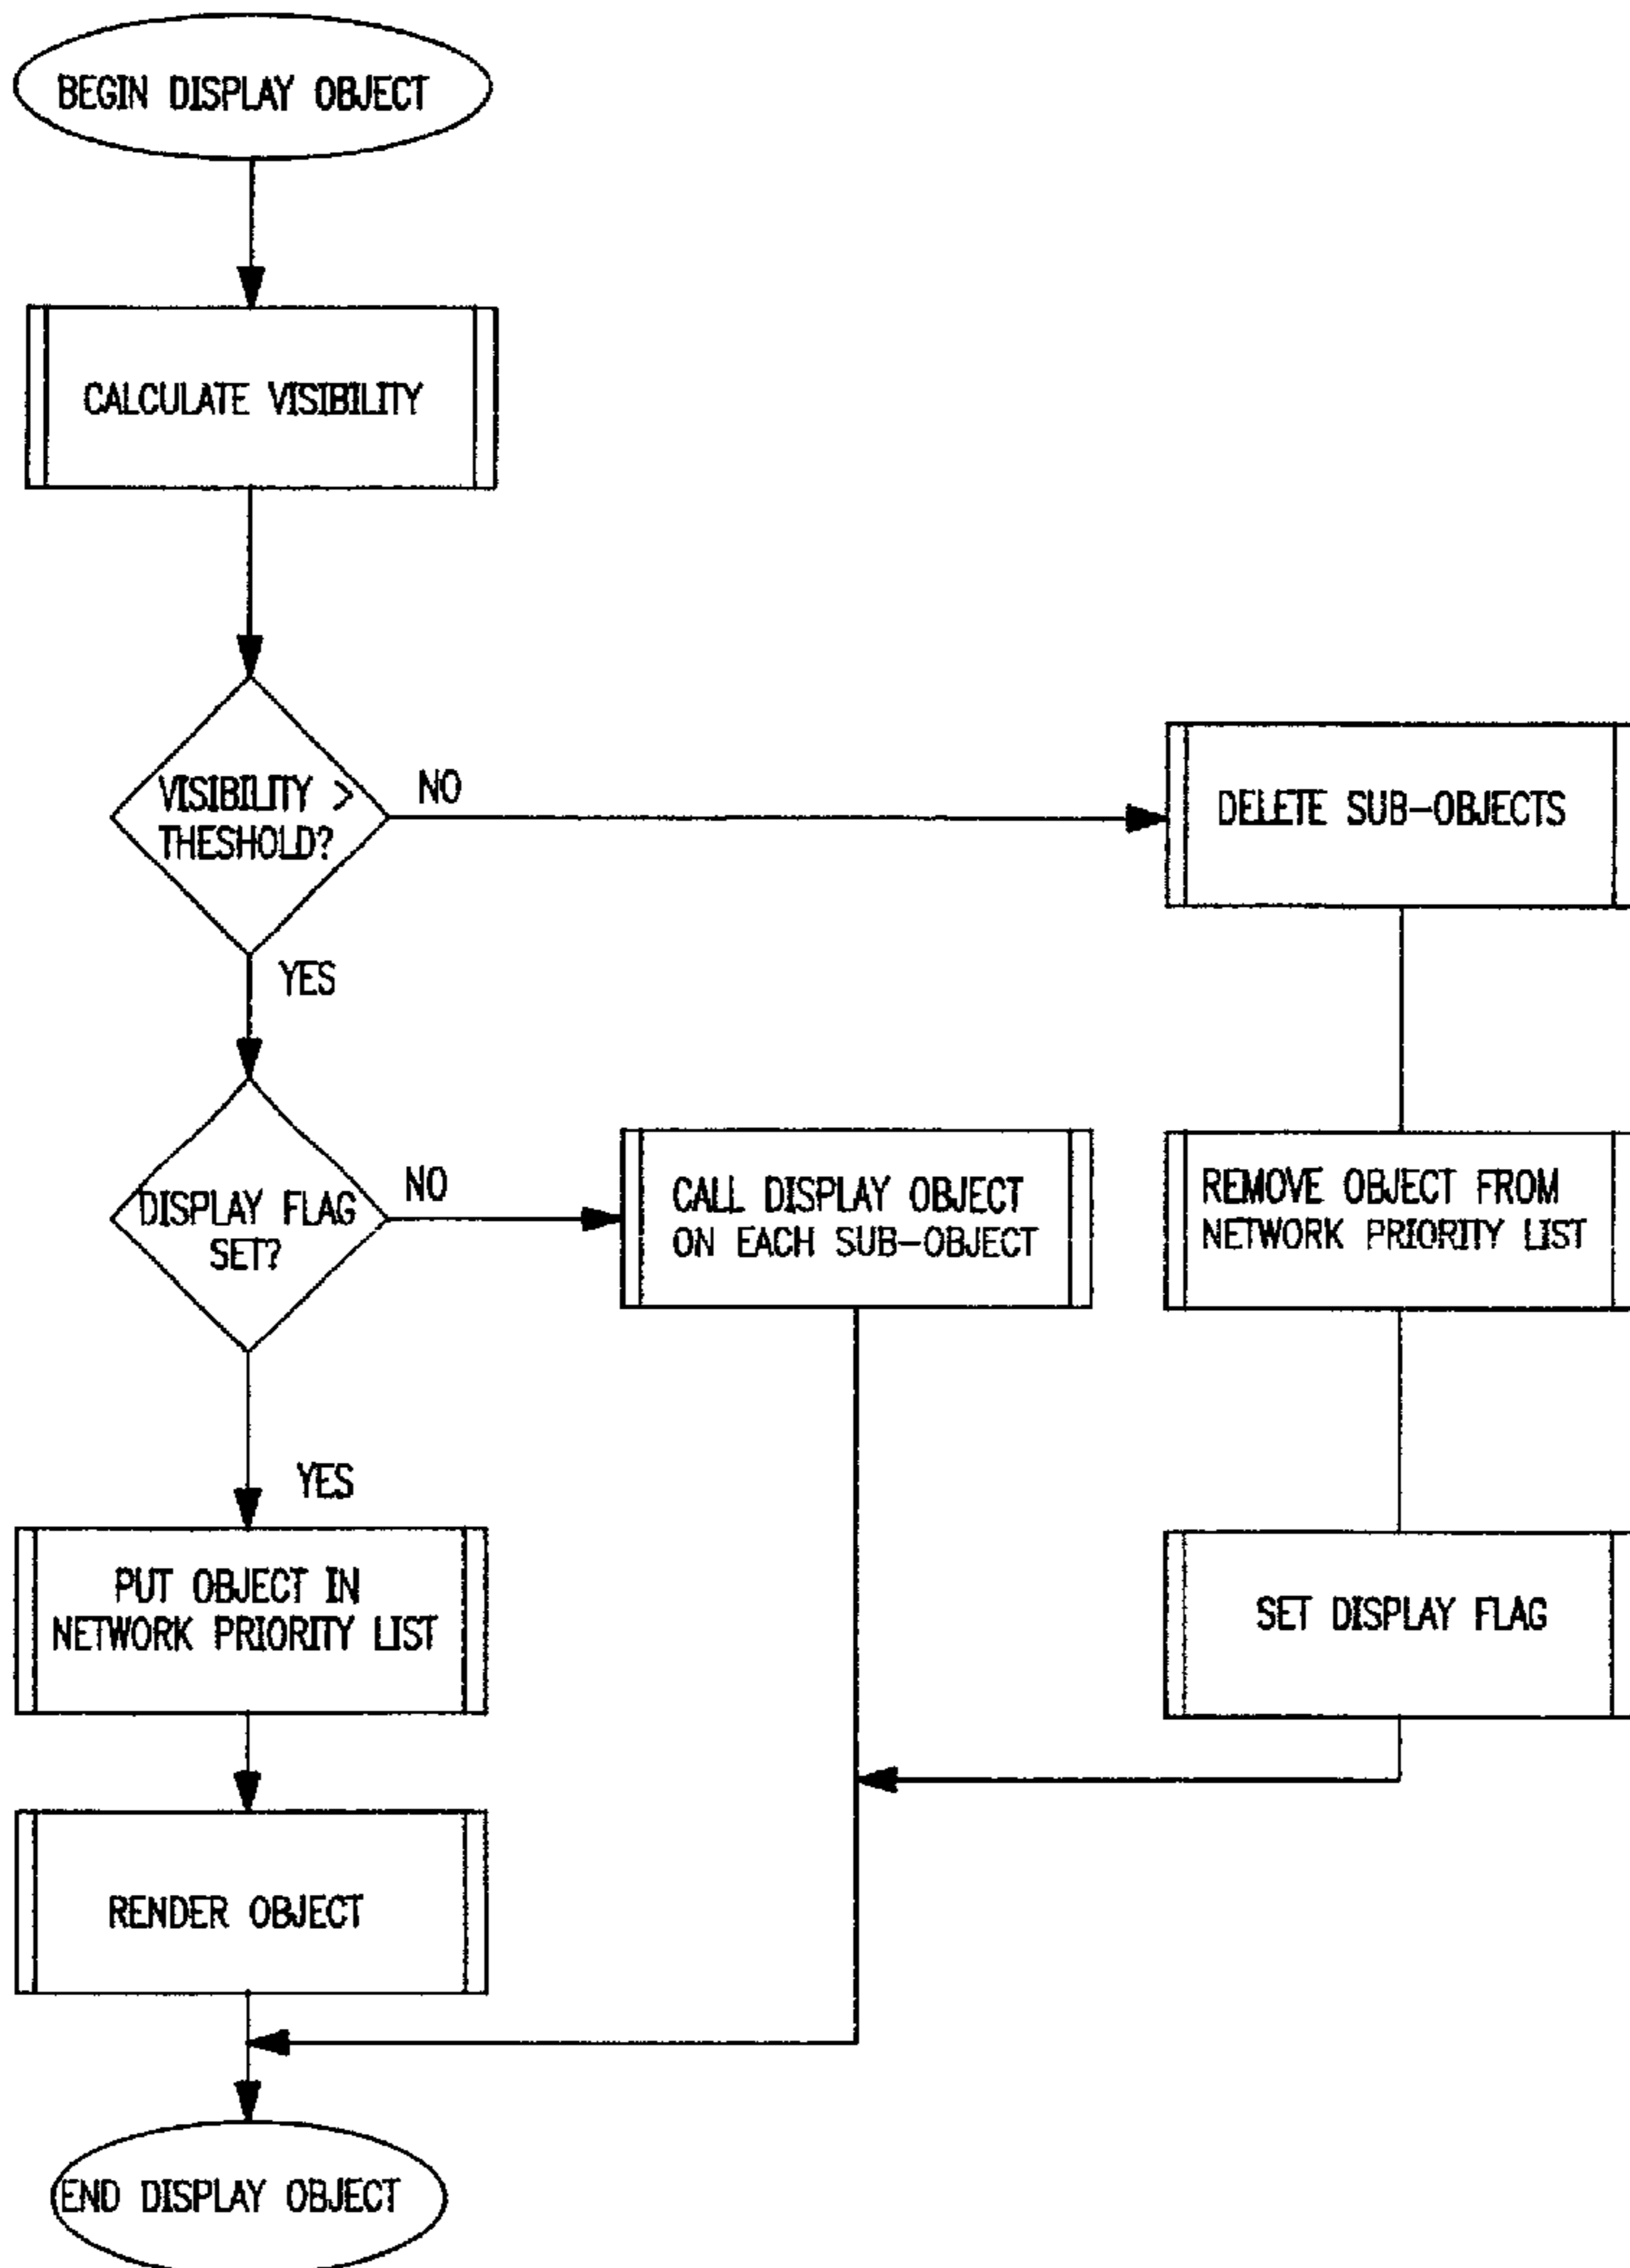 BEGIN DISPLAY OBJECT
CALCULATE VISIBILITY
VISIBILITY >
THESHOLD?
NO
DELETE SUB-OBJECTS
YES
DISPLAY FLAG
SET?
NO
CALL DISPLAY OBJECT
ON EACH SUB-OBJECT
REMOVE OBJECT FROM
NETWORK PRIORITY LIST
YES
PUT OBJECT IN
NETWORK PRIORITY LIST
SET DISPLAY FLAG
RENDER OBJECT
END DISPLAY OBJECT